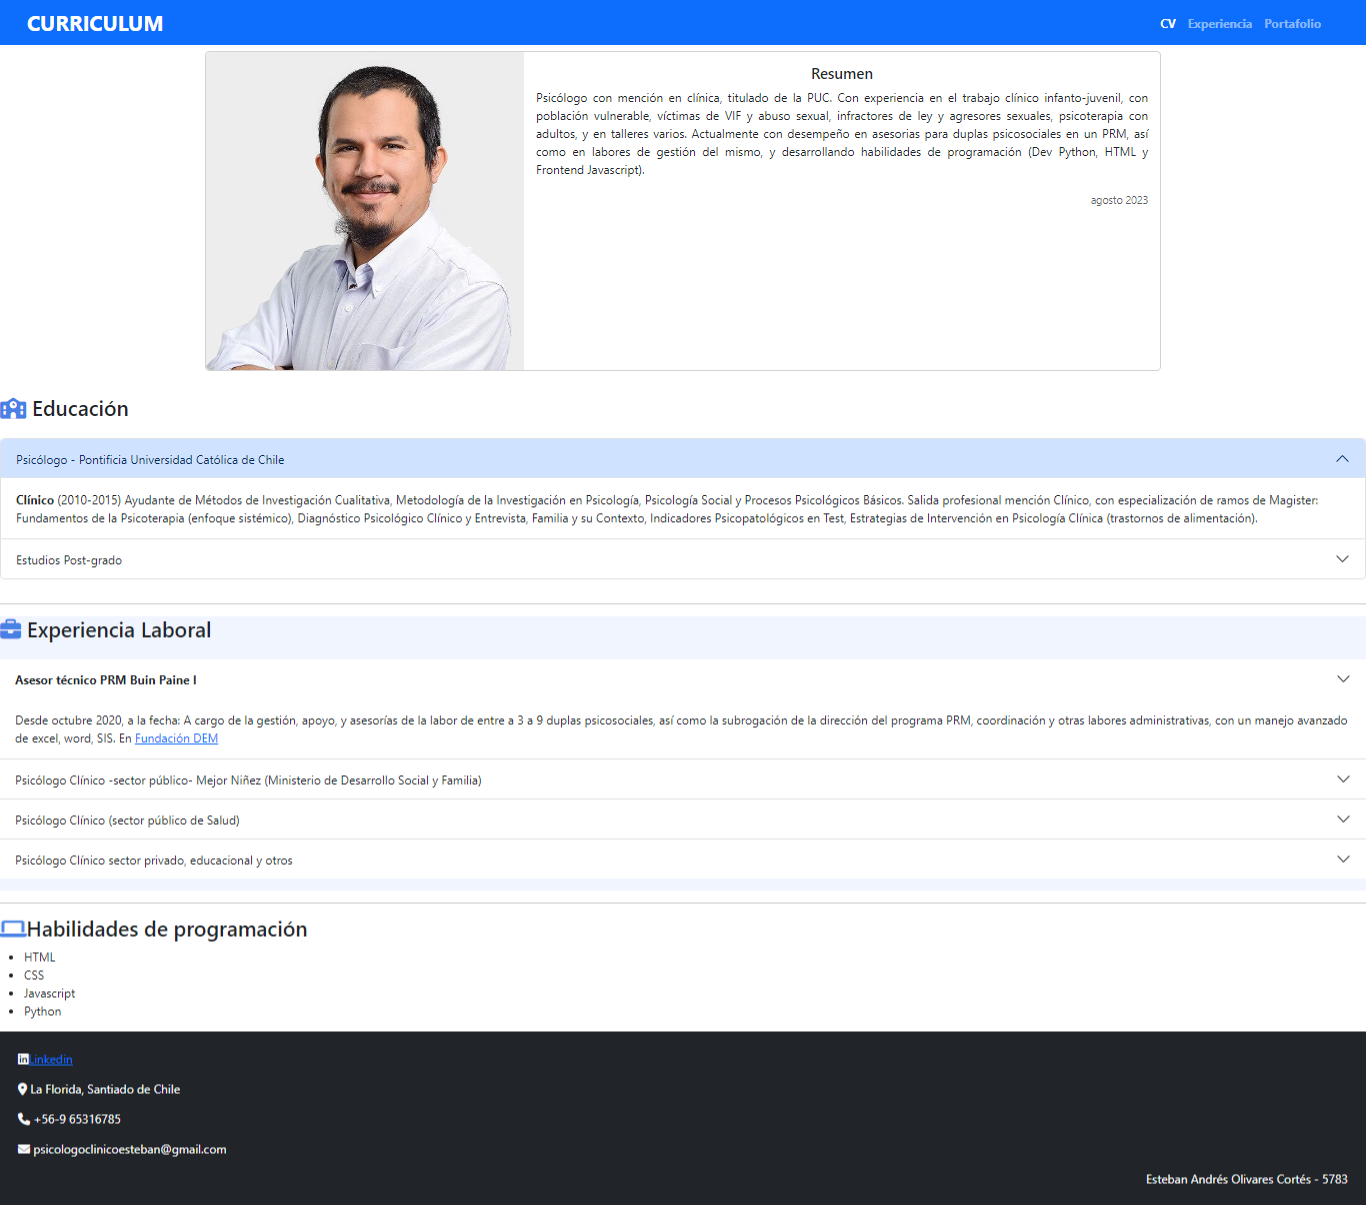 CURRICULUM
CV Experiencia Portafolio
Resumen
Psicólogo con mención en clínica, titulado de la PUC. Con experiencia en el trabajo clínico infanto-juvenil, con
población vulnerable, víctimas de VIF y abuso sexual, infractores de ley y agresores sexuales, psicoterapia con
adultos, y en talleres varios. Actualmente con desempeño en asesorias para duplas psicosociales en un PRM, así
como en labores de gestión del mismo, y desarrollando habilidades de programación (Dev Python, HTML y
Frontend Javascript).
agosto 2023
Educación
Psicólogo - Pontificia Universidad Católica de Chile
Clínico (2010-2015) Ayudante de Métodos de Investigación Cualitativa, Metodología de la Investigación en Psicología, Psicología Social y Procesos Psicológicos Básicos. Salida profesional mención Clínico, con especialización de ramos de Magister:
Fundamentos de la Psicoterapia (enfoque sistémico), Diagnóstico Psicológico Clínico y Entrevista, Familia y su Contexto, Indicadores Psicopatológicos en Test, Estrategias de Intervención en Psicología Clínica (trastornos de alimentación).
Estudios Post-grado
Experiencia Laboral
Asesor técnico PRM Buin Paine I
Desde octubre 2020, a la fecha: A cargo de la gestión, apoyo, y asesorías de la labor de entre a 3 a 9 duplas psicosociales, así como la subrogación de la dirección del programa PRM, coordinación y otras labores administrativas, con un manejo avanzado
de excel, word, SIS. En Fundación DEM
Psicólogo Clínico -sector público- Mejor Niñez (Ministerio de Desarrollo Social y Familia)
Psicólogo Clínico (sector público de Salud)
Psicólogo Clínico sector privado, educacional y otros
Habilidades de programación
HTML
CSS
Javascript
Python
Linkedin
La Florida, Santiado de Chile
+56-9 65316785
psicologoclinicoesteban@gmail.com
Esteban Andrés Olivares Cortés - 5783